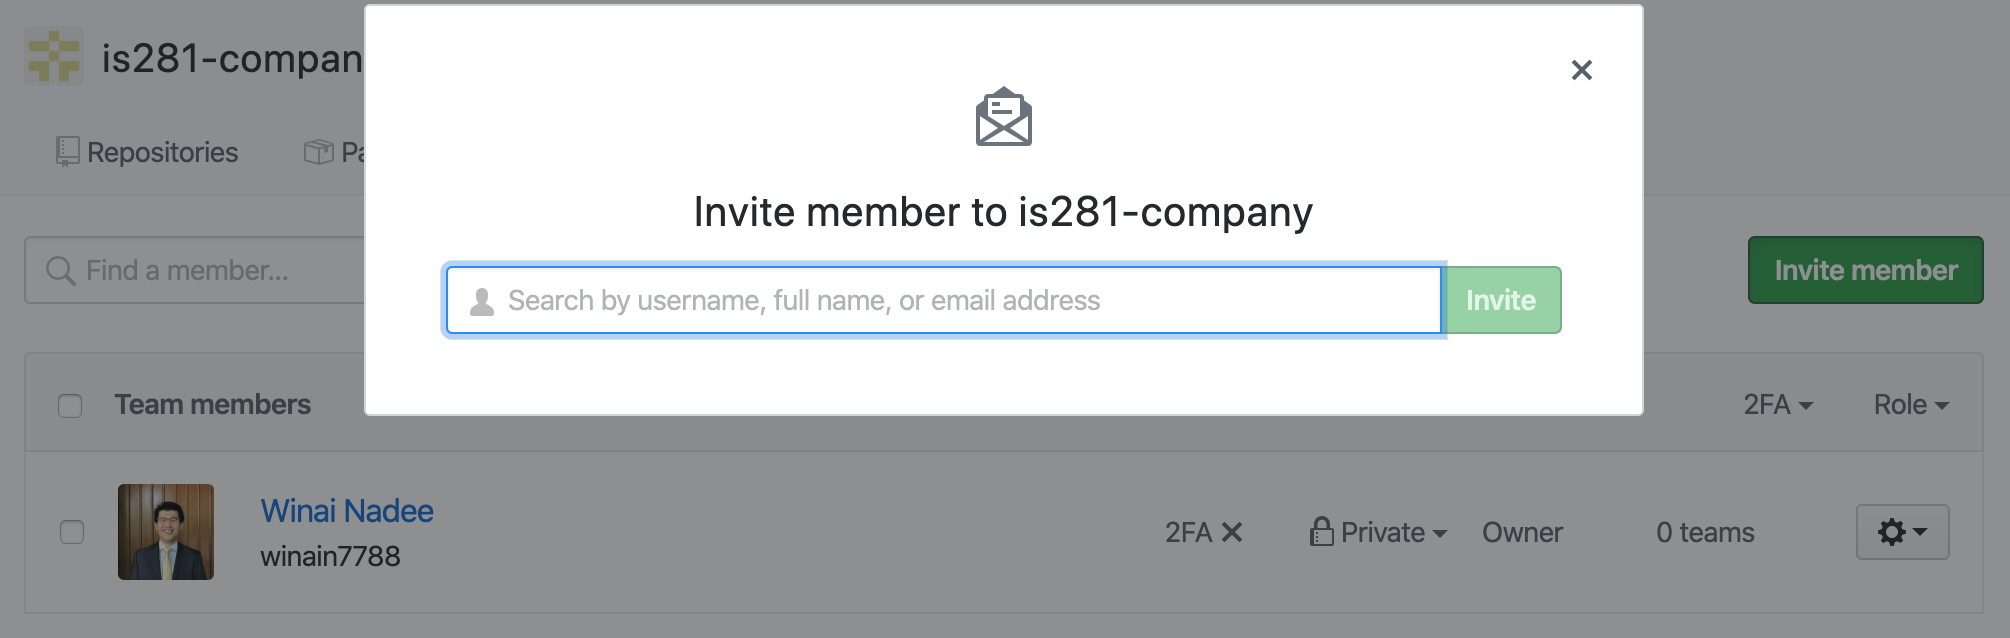 is281-compan
Repositories
Pa
Invite member to is281-company
Find a member...
Search by username, full name, or email address
Invite
Invite member
Team members
2FA
Role
Winai Nadee
winain7788
2FA
Private
Owner
0 teams